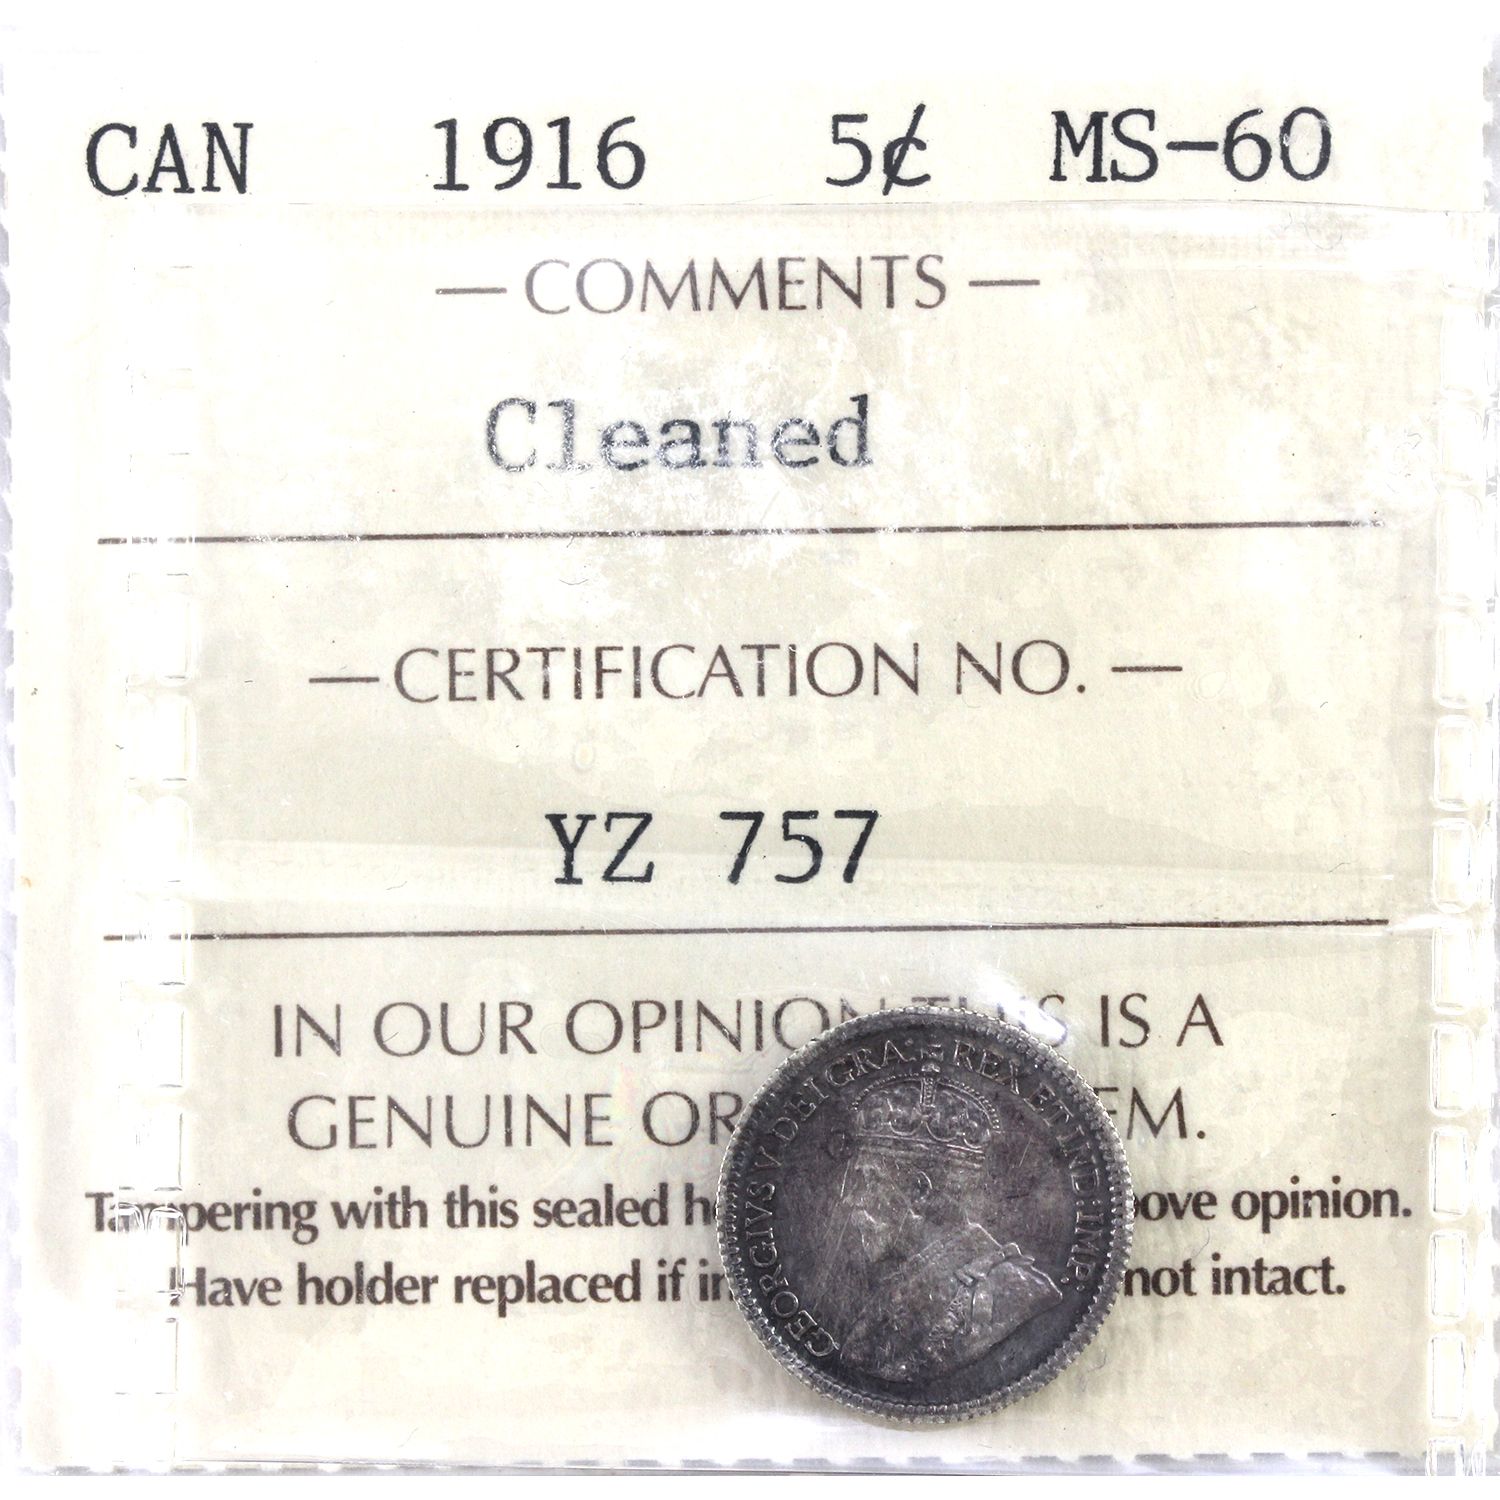 CAN 1916 5¢ MS-60
— COMMENTS —
Cleaned
— CERTIFICATION NO. —
YZ 757
IN OUR OPINION THIS IS A
GENUINE OR EM.
Tampering with this sealed ove opinion.
Have holder replaced if not intact.
GEORGIVS V DEI GRA: REX ET IND: IMP: